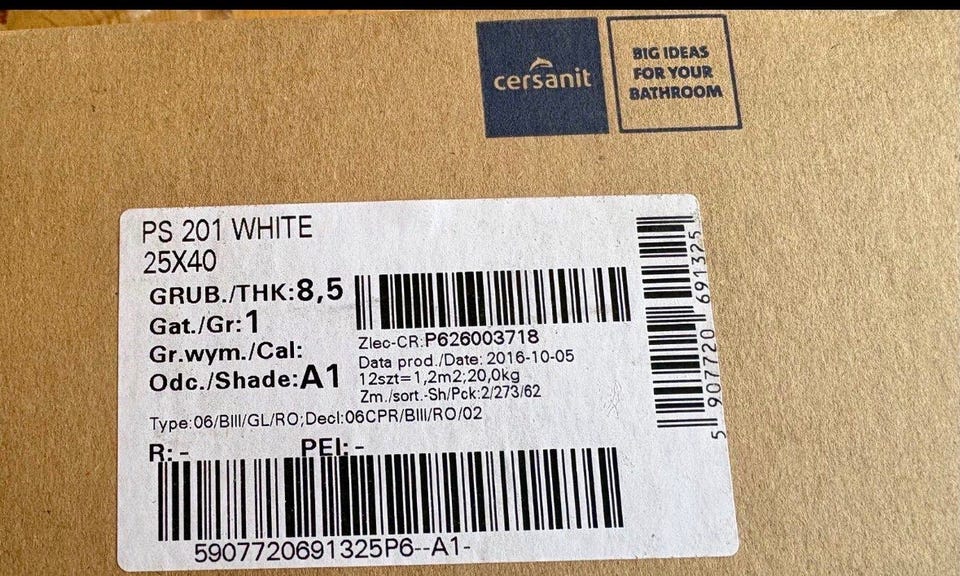 cersanit
BIG IDEAS
FOR YOUR
BATHROOM
PS 201 WHITE
25X40
GRUB./THK:8,5
Gat./Gr:1
Gr.wym./Cal:
Odc./Shade:A1
Zlec-CR:P626003718
Data prod./Date: 2016-10-05
12szt=1,2m2;20,0kg
Zm./sort.-Sh/Pck:2/273/62
Type:06/BIII/GL/RO;Decl:06CPR/BIII/RO/02
R:- PEI:-
5907720691325P6--A1-
5 907720 691325